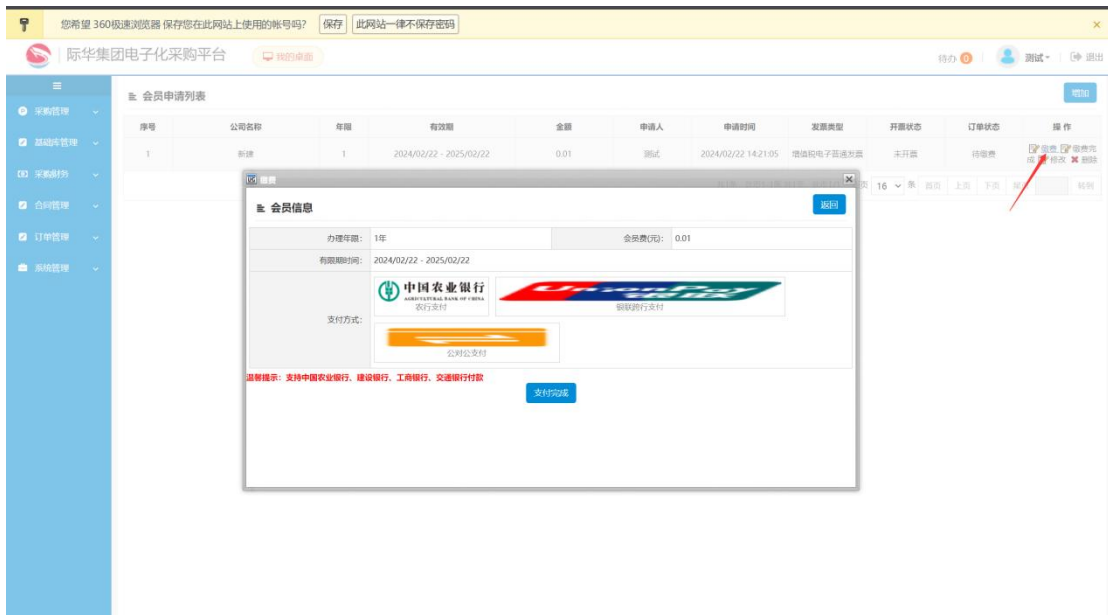 您希望 360极速浏览器 保存您在此网站上使用的帐号吗? 保存 此网站一律不保存密码
际华集团电子化采购平台 我的桌面 待办 0 测试 退出
采购管理
基础库管理
采购财务
合同管理
订单管理
系统管理
会员申请列表 增加
序号 公司名称 年限 有效期 金额 申请人 申请时间 发票类型 开票状态 订单状态 操 作
1 新建 1 2024/02/22 - 2025/02/22 0.01 测试 2024/02/22 14:21:05 增值税电子普通发票 未开票 待缴费 缴费 缴费完
成 修改 删除
16 条 首页 上页 下页 转到
缴费
会员信息 返回
办理年限: 1年 会员费(元): 0.01
有限期时间: 2024/02/22 - 2025/02/22
支付方式:
中国农业银行
AGRICULTURAL BANK OF CHINA
农行支付
UnionPay
银联跨行支付
公对公支付
温馨提示: 支持中国农业银行、建设银行、工商银行、交通银行付款
支付完成